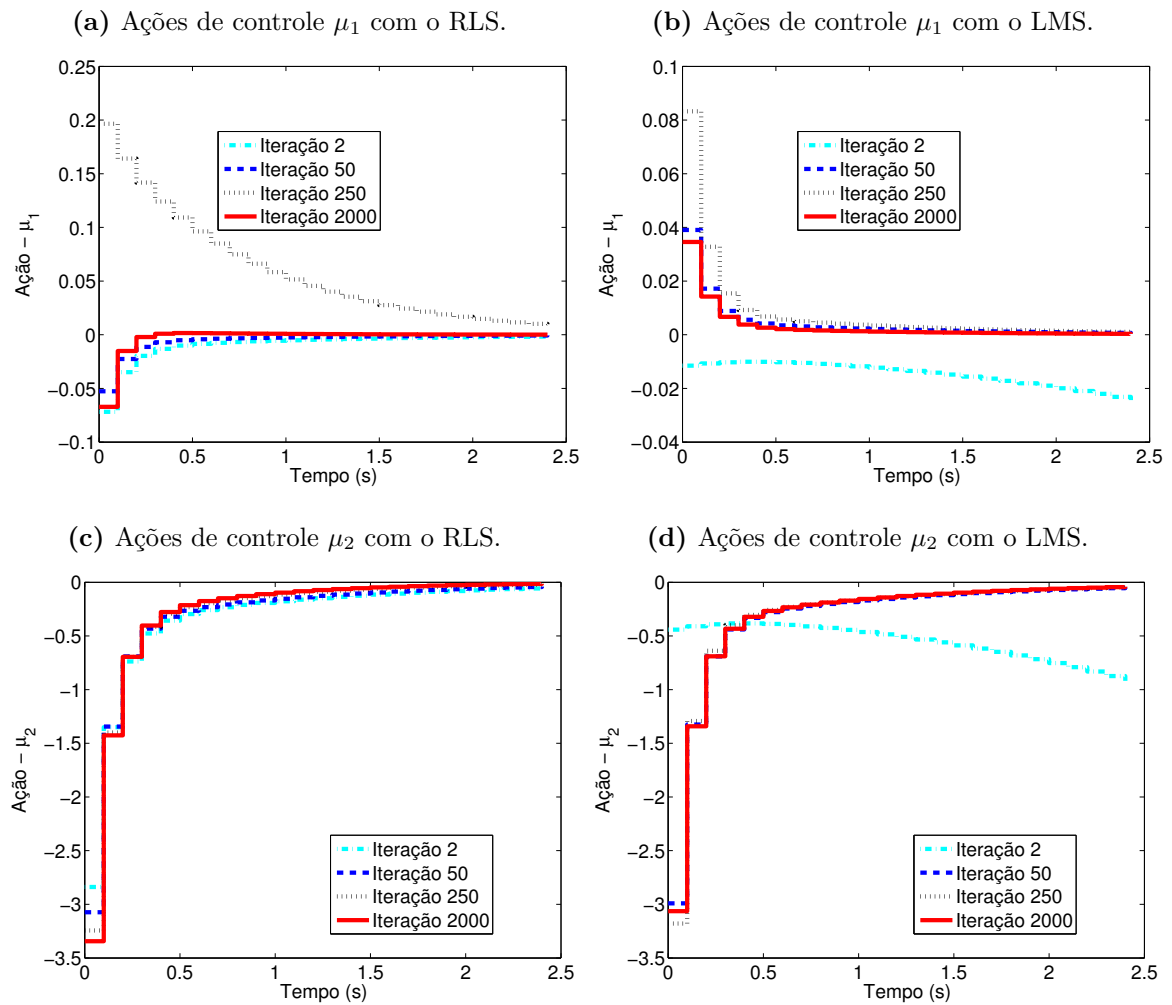 (a) Ações de controle μ1 com o RLS.
0.25
0.2
0.15
0.1
0.05
0
−0.05
−0.1
Ação − μ1
Iteração 2
Iteração 50
Iteração 250
Iteração 2000
0
0.5
1
1.5
2
2.5
Tempo (s)
(b) Ações de controle μ1 com o LMS.
0.1
0.08
0.06
0.04
0.02
0
−0.02
−0.04
Ação − μ1
Iteração 2
Iteração 50
Iteração 250
Iteração 2000
0
0.5
1
1.5
2
2.5
Tempo (s)
(c) Ações de controle μ2 com o RLS.
0
−0.5
−1
−1.5
−2
−2.5
−3
−3.5
Ação − μ2
Iteração 2
Iteração 50
Iteração 250
Iteração 2000
0
0.5
1
1.5
2
2.5
Tempo (s)
(d) Ações de controle μ2 com o LMS.
0
−0.5
−1
−1.5
−2
−2.5
−3
−3.5
Ação − μ2
Iteração 2
Iteração 50
Iteração 250
Iteração 2000
0
0.5
1
1.5
2
2.5
Tempo (s)